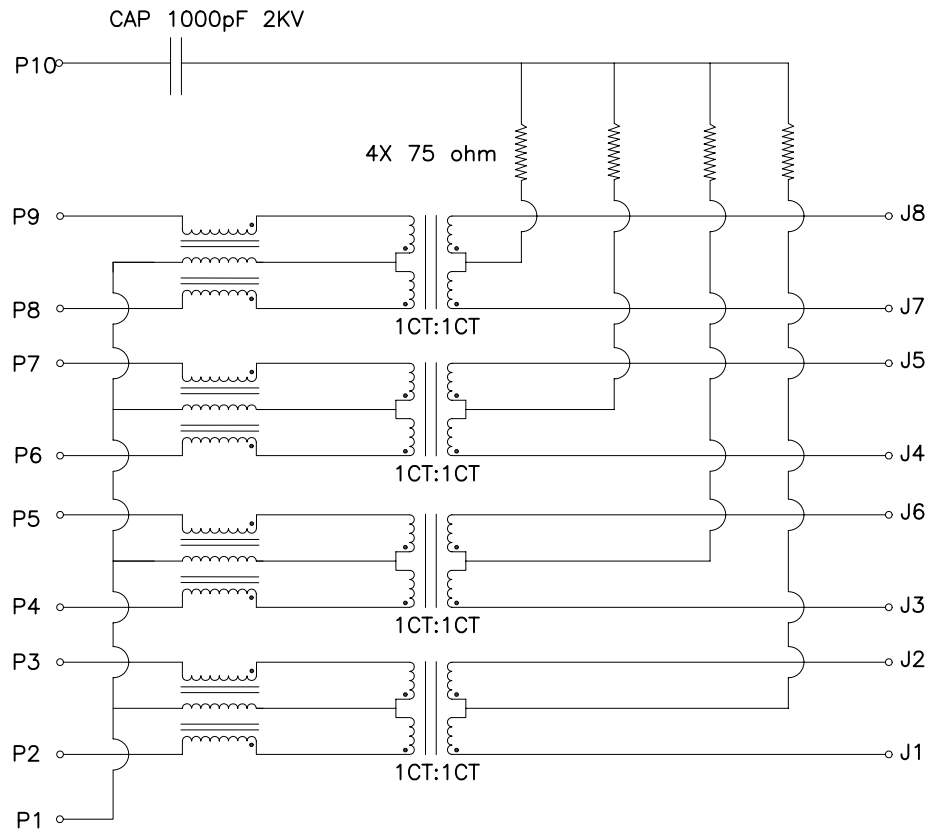 CAP 1000pF 2KV
P10
4X 75 ohm
P9
J8
P8
J7
1CT:1CT
P7
J5
P6
J4
1CT:1CT
P5
J6
P4
J3
1CT:1CT
P3
J2
P2
J1
1CT:1CT
P1